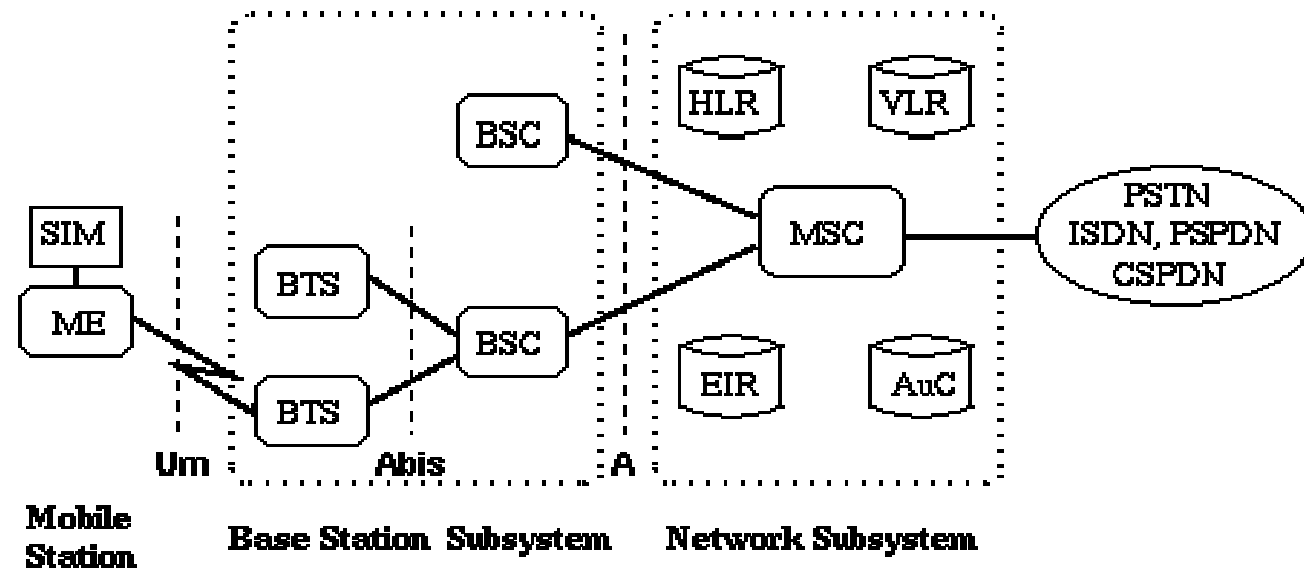 SIM
ME
BTS
BTS
BSC
BSC
HLR
VLR
MSC
EIR
AuC
PSTN
ISDN, PSPDN
CSPDN
Um
Abis
A
Mobile
Station
Base Station Subsystem
Network Subsystem